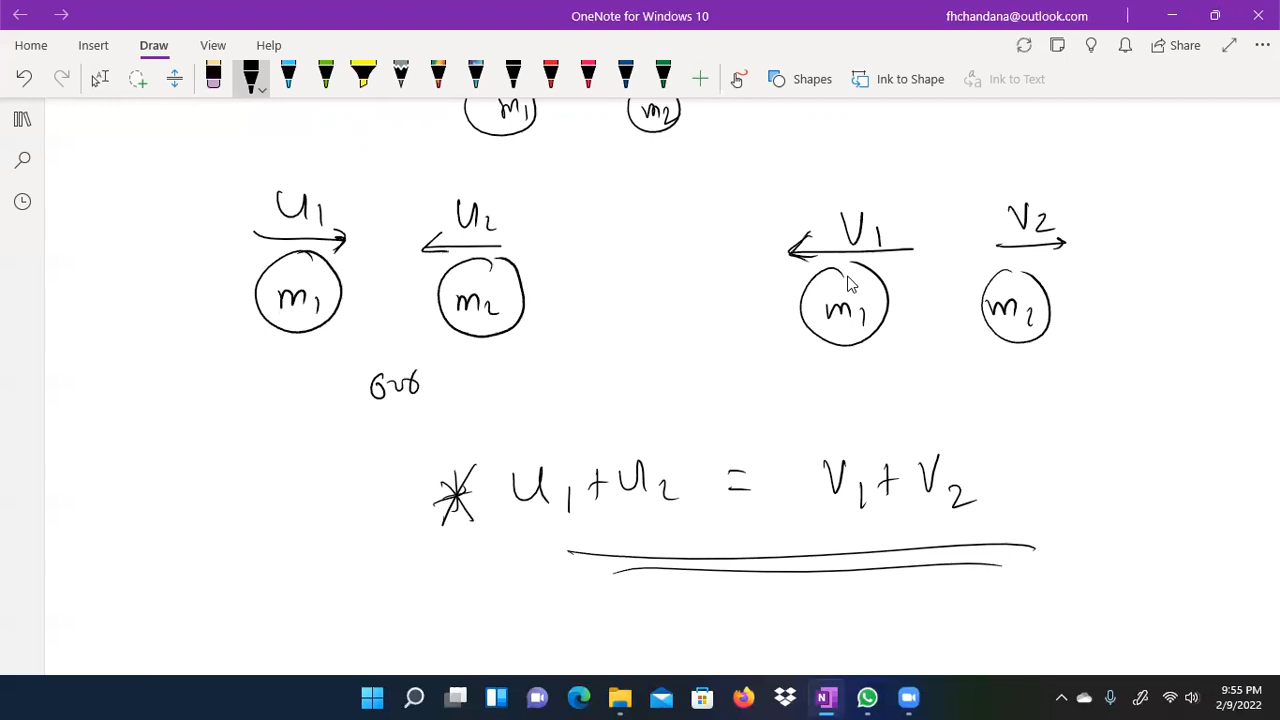 OneNote for Windows 10
fhchandana@outlook.com
Home Insert Draw View Help
Share
Shapes Ink to Shape Ink to Text
m1 m2
u1 u2 V1 V2
m1 m2 m1 m2
* u1+u2 = V1+V2
9:55 PM
2/9/2022